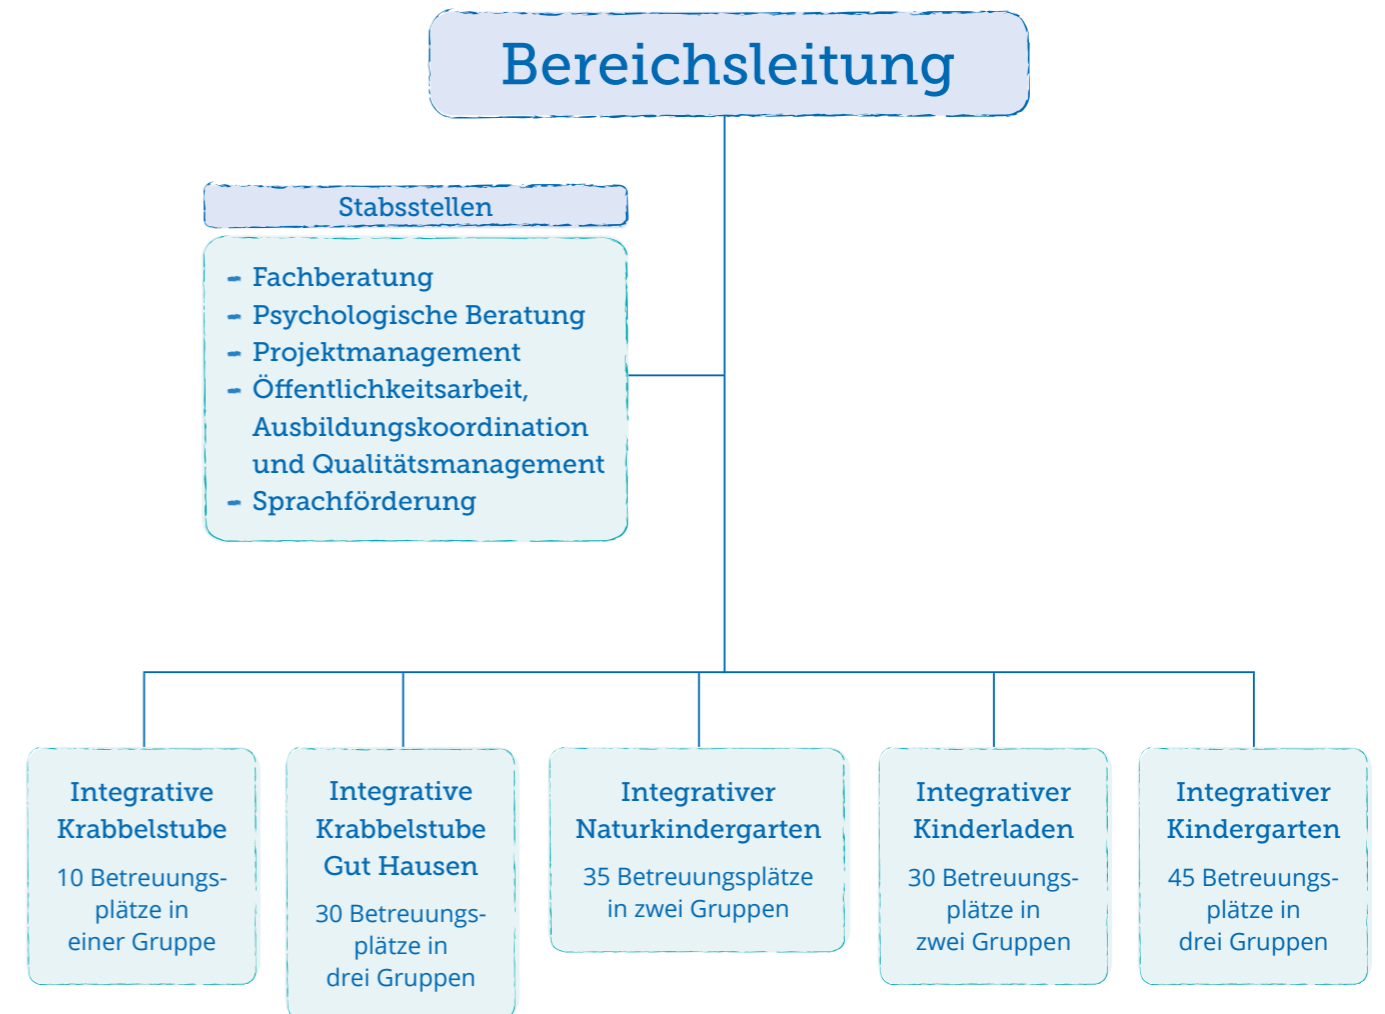 Bereichsleitung
Stabsstellen
– Fachberatung
– Psychologische Beratung
– Projektmanagement
– Öffentlichkeitsarbeit,
Ausbildungskoordination
und Qualitätsmanagement
– Sprachförderung
Integrative
Krabbelstube
10 Betreuungs-
plätze in
einer Gruppe
Integrative
Krabbelstube
Gut Hausen
30 Betreuungs-
plätze in
drei Gruppen
Integrativer
Naturkindergarten
35 Betreuungsplätze
in zwei Gruppen
Integrativer
Kinderladen
30 Betreuungs-
plätze in
zwei Gruppen
Integrativer
Kindergarten
45 Betreuungs-
plätze in
drei Gruppen